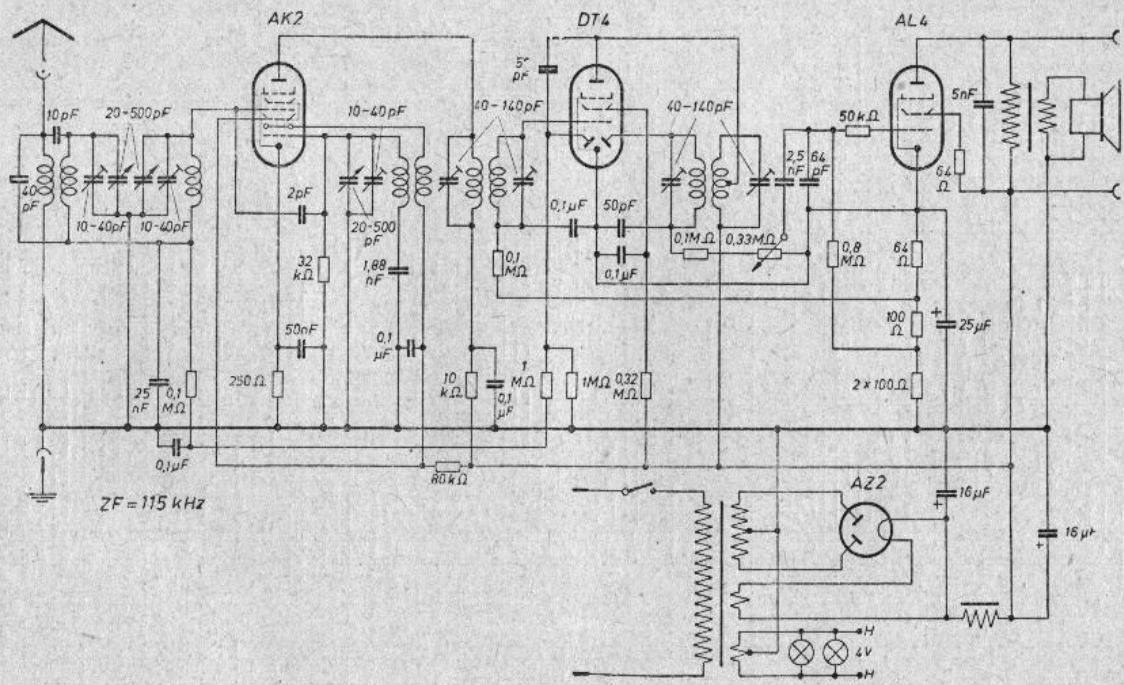 AK2
DT4
AL4
10 pF
20-500 pF
10-40 pF
40-140 pF
5
pF
40-140 pF
50 kΩ
5nF
40
pF
10-40 pF
10-40 pF
2 pF
20-500
pF
2,5
nF
64
pF
64
Ω
32
kΩ
1,88
nF
0,1
MΩ
0,1 µF
50 pF
0,1 µF
0,1 MΩ
0,33 MΩ
0,8
MΩ
64
Ω
50 nF
0,1
µF
100
Ω
25 µF
25
nF
0,1
MΩ
250 Ω
10
kΩ
0,1
µF
1
MΩ
1 MΩ
0,32
MΩ
2 x 100 Ω
0,1 µF
80 kΩ
ZF = 115 kHz
AZ2
16 µF
16 µF
H
4V
H